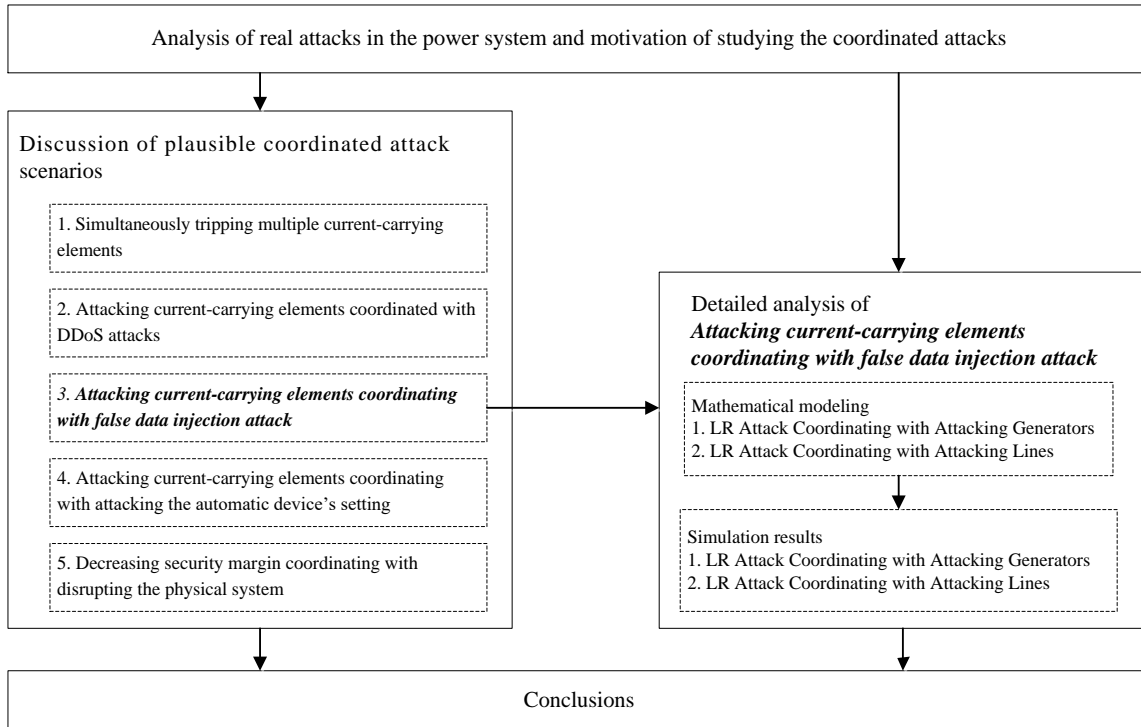 Analysis of real attacks in the power system and motivation of studying the coordinated attacks
Discussion of plausible coordinated attack
scenarios
1. Simultaneously tripping multiple current-carrying
elements
2. Attacking current-carrying elements coordinated with
DDoS attacks
3. Attacking current-carrying elements coordinating
with false data injection attack
4. Attacking current-carrying elements coordinating
with attacking the automatic device’s setting
5. Decreasing security margin coordinating with
disrupting the physical system
Detailed analysis of
Attacking current-carrying elements
coordinating with false data injection attack
Mathematical modeling
1. LR Attack Coordinating with Attacking Generators
2. LR Attack Coordinating with Attacking Lines
Simulation results
1. LR Attack Coordinating with Attacking Generators
2. LR Attack Coordinating with Attacking Lines
Conclusions